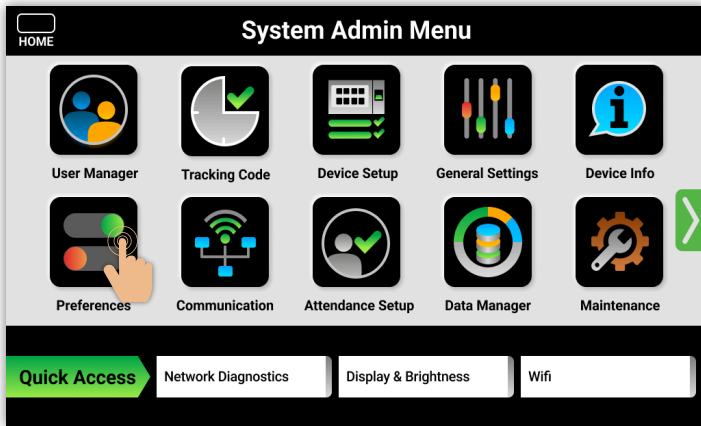 HOME
System Admin Menu
User Manager
Tracking Code
Device Setup
General Settings
Device Info
Preferences
Communication
Attendance Setup
Data Manager
Maintenance
Quick Access
Network Diagnostics
Display & Brightness
Wifi